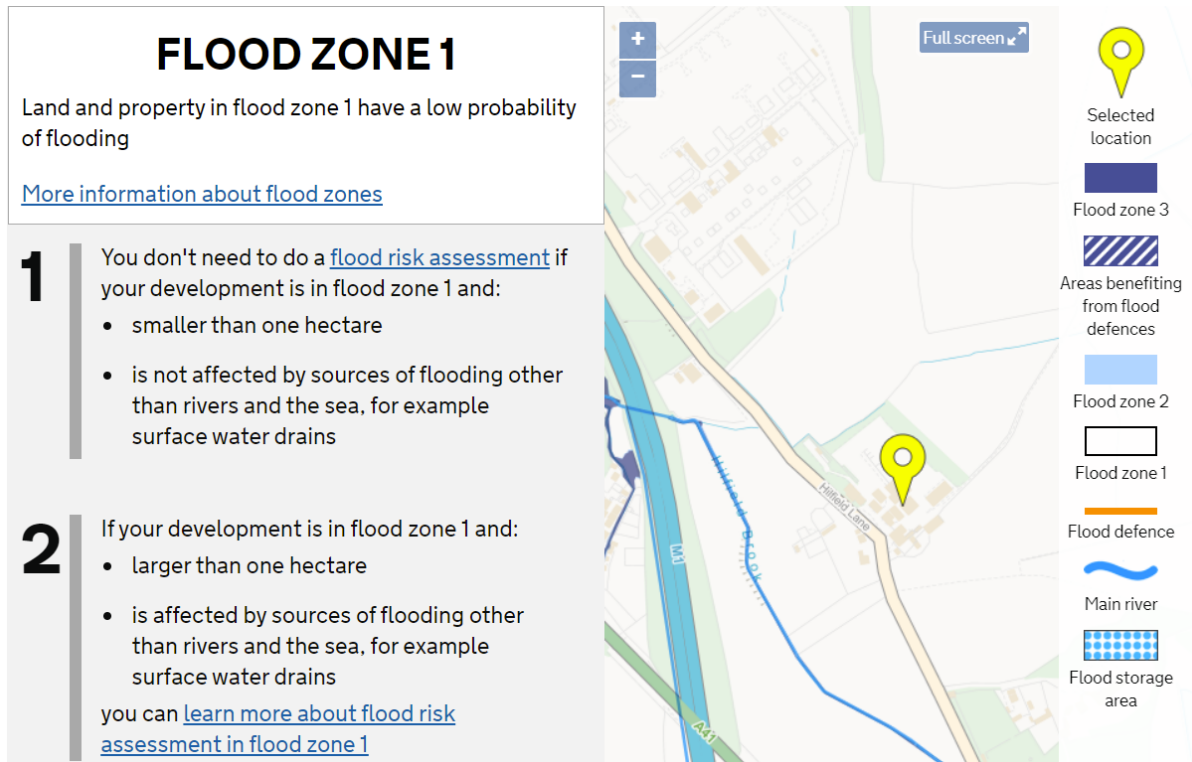 FLOOD ZONE 1
Land and property in flood zone 1 have a low probability
of flooding
More information about flood zones
1
You don't need to do a flood risk assessment if
your development is in flood zone 1 and:
• smaller than one hectare
• is not affected by sources of flooding other
than rivers and the sea, for example
surface water drains
2
If your development is in flood zone 1 and:
• larger than one hectare
• is affected by sources of flooding other
than rivers and the sea, for example
surface water drains
you can learn more about flood risk
assessment in flood zone 1
+
−
Full screen
Hilfield Brook
Hilfield Lane
M1
A41
Selected
location
Flood zone 3
Areas benefiting
from flood
defences
Flood zone 2
Flood zone 1
Flood defence
Main river
Flood storage
area